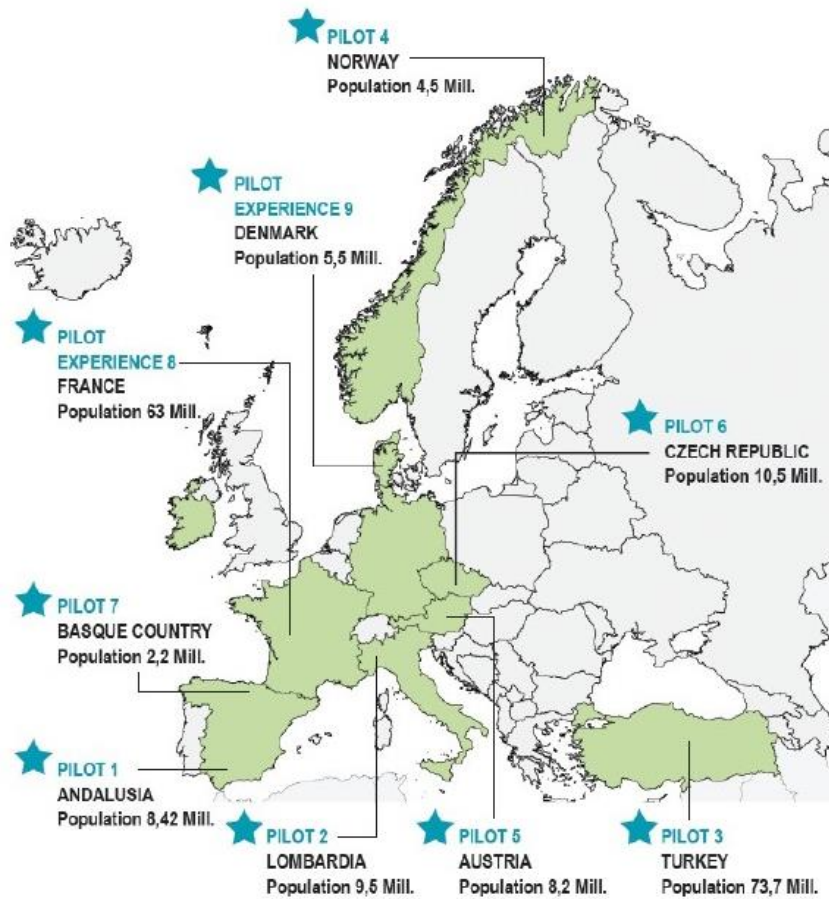 PILOT 4
NORWAY
Population 4,5 Mill.
PILOT
EXPERIENCE 9
DENMARK
Population 5,5 Mill.
PILOT
EXPERIENCE 8
FRANCE
Population 63 Mill.
PILOT 6
CZECH REPUBLIC
Population 10,5 Mill.
PILOT 7
BASQUE COUNTRY
Population 2,2 Mill.
PILOT 1
ANDALUSIA
Population 8,42 Mill.
PILOT 2
LOMBARDIA
Population 9,5 Mill.
PILOT 5
AUSTRIA
Population 8,2 Mill.
PILOT 3
TURKEY
Population 73,7 Mill.